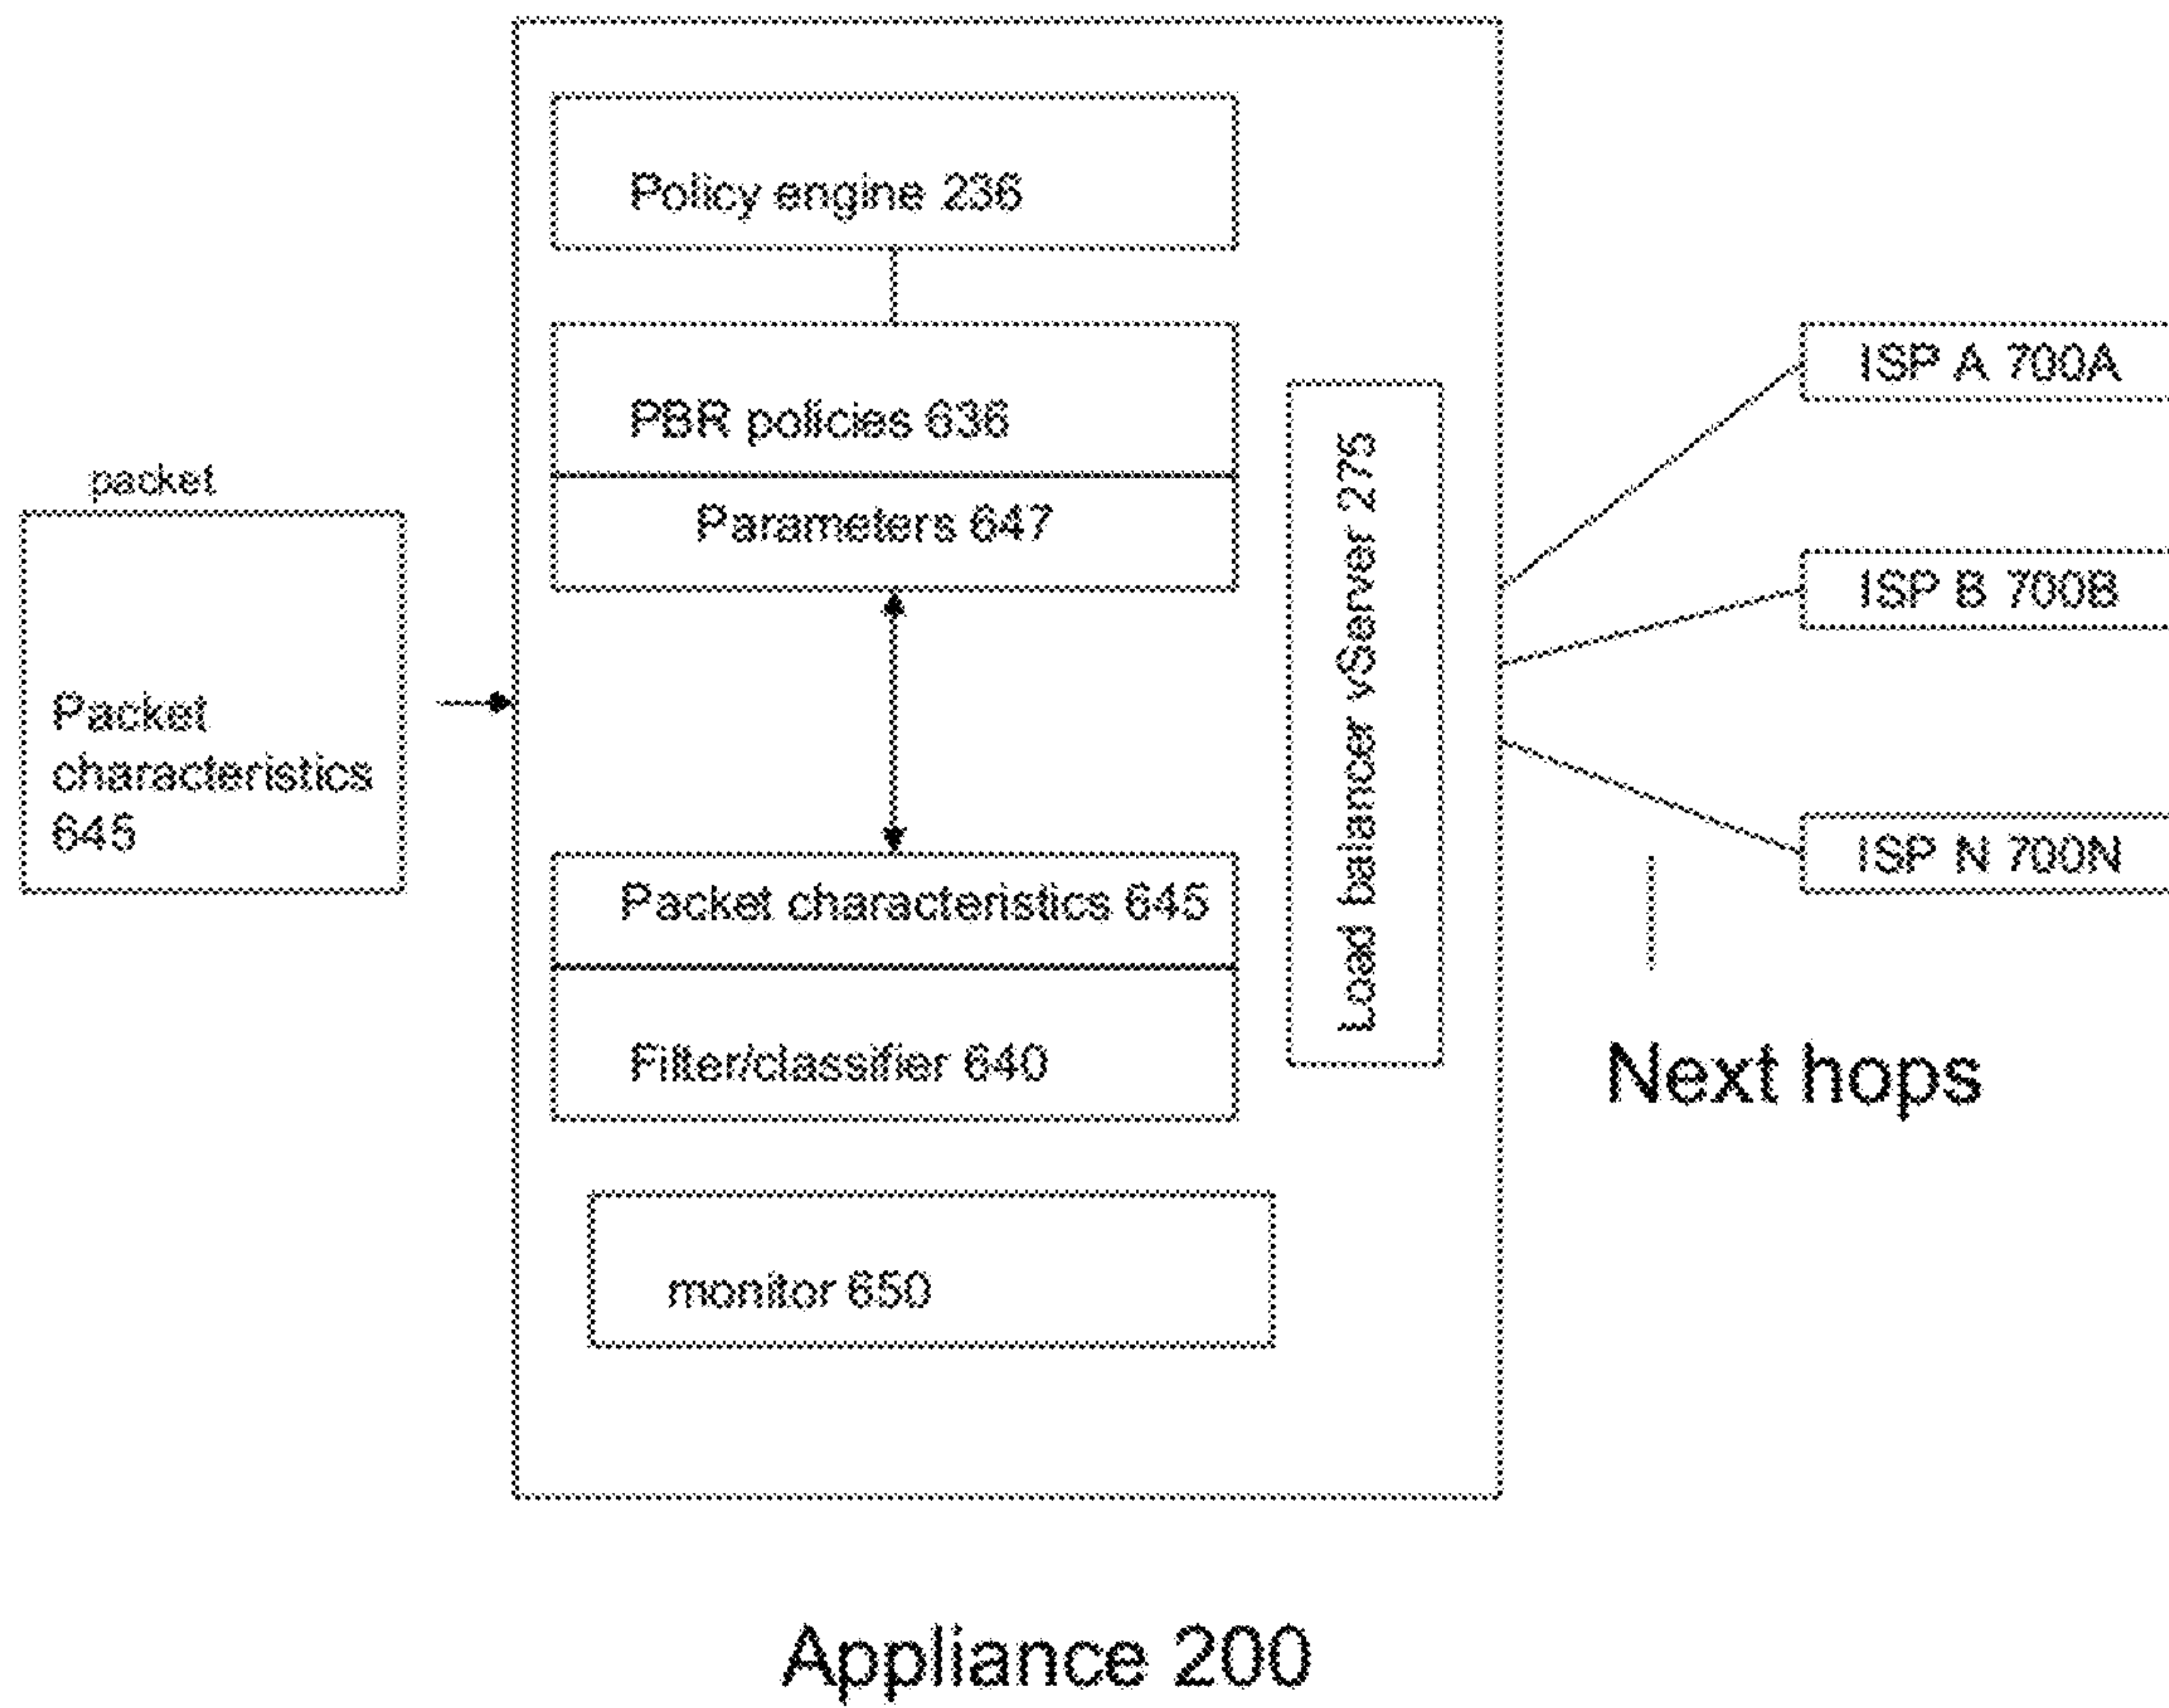 packet
Packet
characteristics
645
Policy engine 236
PBR policies 636
Parameters 647
Packet characteristics 645
Filter/classifier 640
monitor 650
Load balancer vServer 275
ISP A 700A
ISP B 700B
ISP N 700N
Next hops
Appliance 200